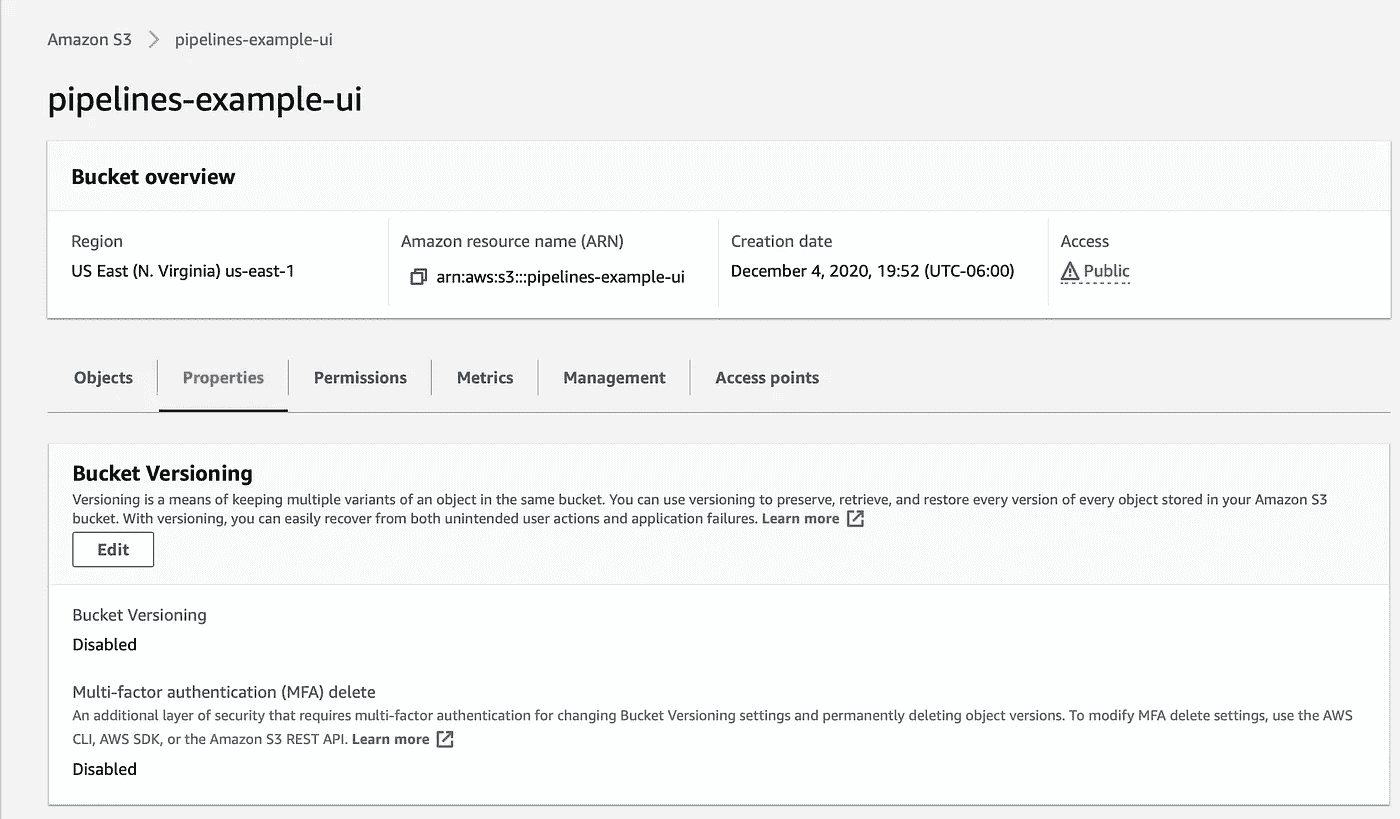 Amazon S3 > pipelines-example-ui
pipelines-example-ui
Bucket overview
Region
US East (N. Virginia) us-east-1
Amazon resource name (ARN)
arn:aws:s3:::pipelines-example-ui
Creation date
December 4, 2020, 19:52 (UTC-06:00)
Access
Public
Objects
Properties
Permissions
Metrics
Management
Access points
Bucket Versioning
Versioning is a means of keeping multiple variants of an object in the same bucket. You can use versioning to preserve, retrieve, and restore every version of every object stored in your Amazon S3
bucket. With versioning, you can easily recover from both unintended user actions and application failures. Learn more
Edit
Bucket Versioning
Disabled
Multi-factor authentication (MFA) delete
An additional layer of security that requires multi-factor authentication for changing Bucket Versioning settings and permanently deleting object versions. To modify MFA delete settings, use the AWS
CLI, AWS SDK, or the Amazon S3 REST API. Learn more
Disabled